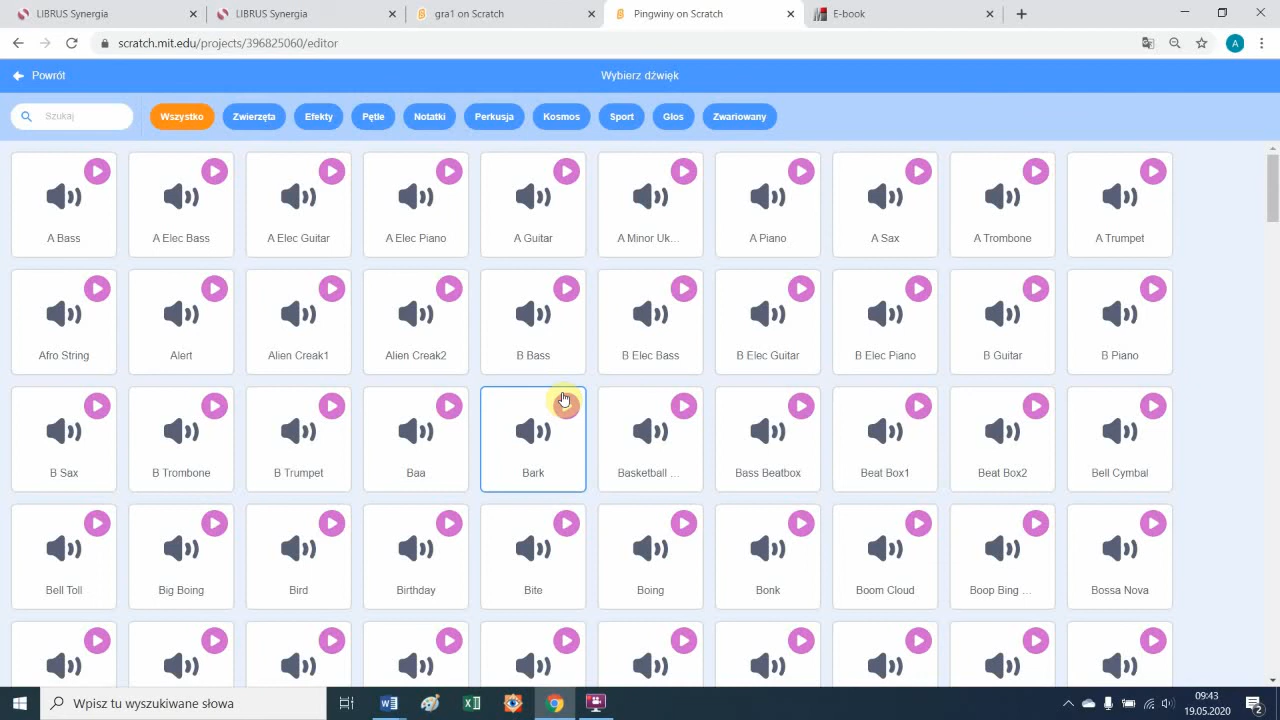 LIBRUS Synergia
LIBRUS Synergia
gra1 on Scratch
Pingwiny on Scratch
E-book
scratch.mit.edu/projects/396825060/editor
A
Powrót
Wybierz dźwięk
Szukaj
Wszystko
Zwierzęta
Efekty
Pętle
Notatki
Perkusja
Kosmos
Sport
Głos
Zwariowany
A Bass
A Elec Bass
A Elec Guitar
A Elec Piano
A Guitar
A Minor Uk...
A Piano
A Sax
A Trombone
A Trumpet
Afro String
Alert
Alien Creak1
Alien Creak2
B Bass
B Elec Bass
B Elec Guitar
B Elec Piano
B Guitar
B Piano
B Sax
B Trombone
B Trumpet
Baa
Bark
Basketball ...
Bass Beatbox
Beat Box1
Beat Box2
Bell Cymbal
Bell Toll
Big Boing
Bird
Birthday
Bite
Boing
Bonk
Boom Cloud
Boop Bing ...
Bossa Nova
Wpisz tu wyszukiwane słowa
09:43
19.05.2020
2